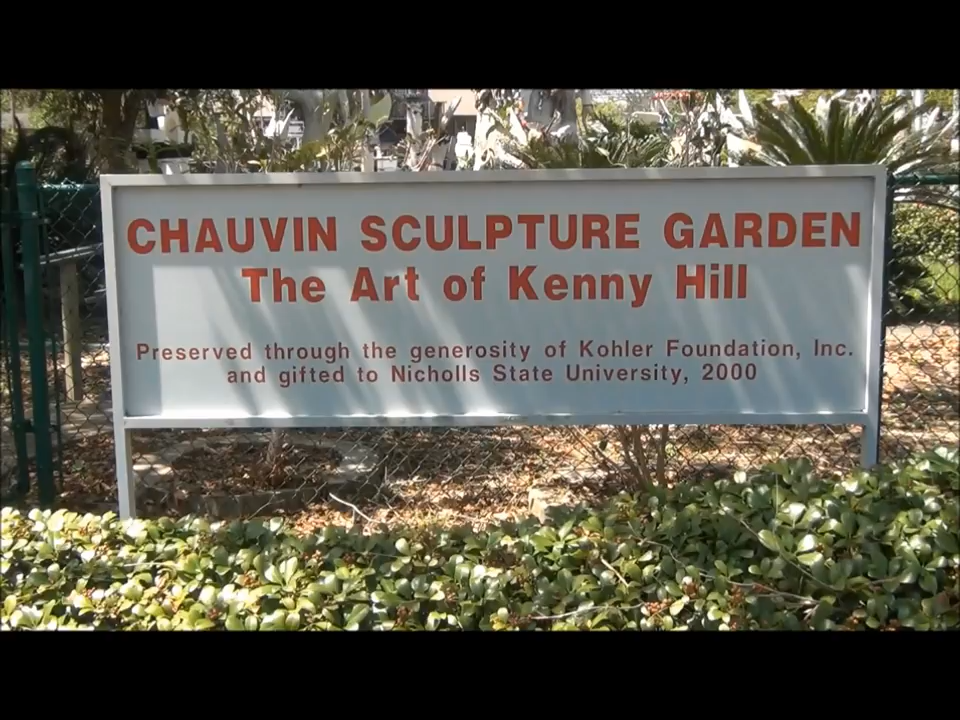 CHAUVIN SCULPTURE GARDEN
The Art of Kenny Hill
Preserved through the generosity of Kohler Foundation, Inc.
and gifted to Nicholls State University, 2000